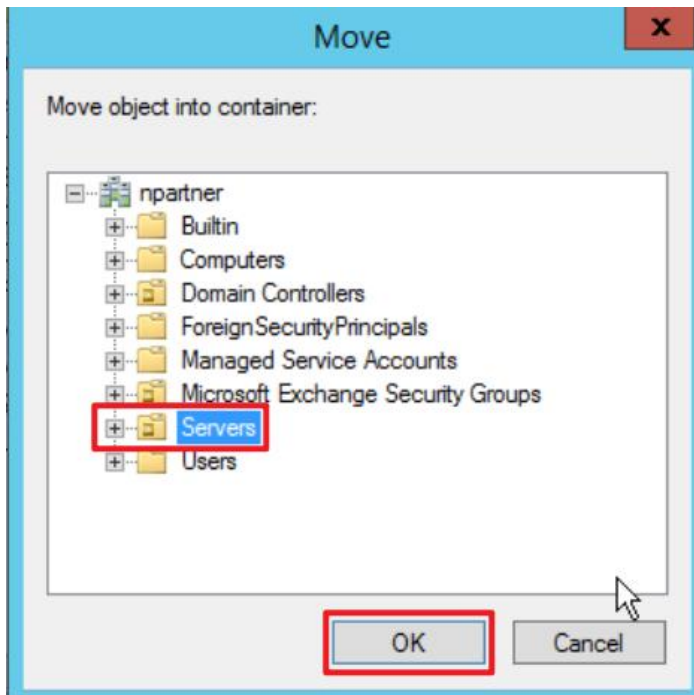 Move
x
Move object into container:
npartner
Builtin
Computers
Domain Controllers
ForeignSecurityPrincipals
Managed Service Accounts
Microsoft Exchange Security Groups
Servers
Users
OK Cancel